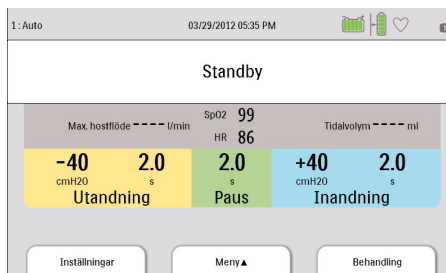 1 : Auto 03/29/2012 05:35 PM
Standby
Max. hostflöde ---- l/min SpO2 99 Tidalvolym ---- ml
HR 86
-40 2.0 2.0 +40 2.0
cmH2O s s cmH2O s
Utandning Paus Inandning
Inställningar Meny▲ Behandling